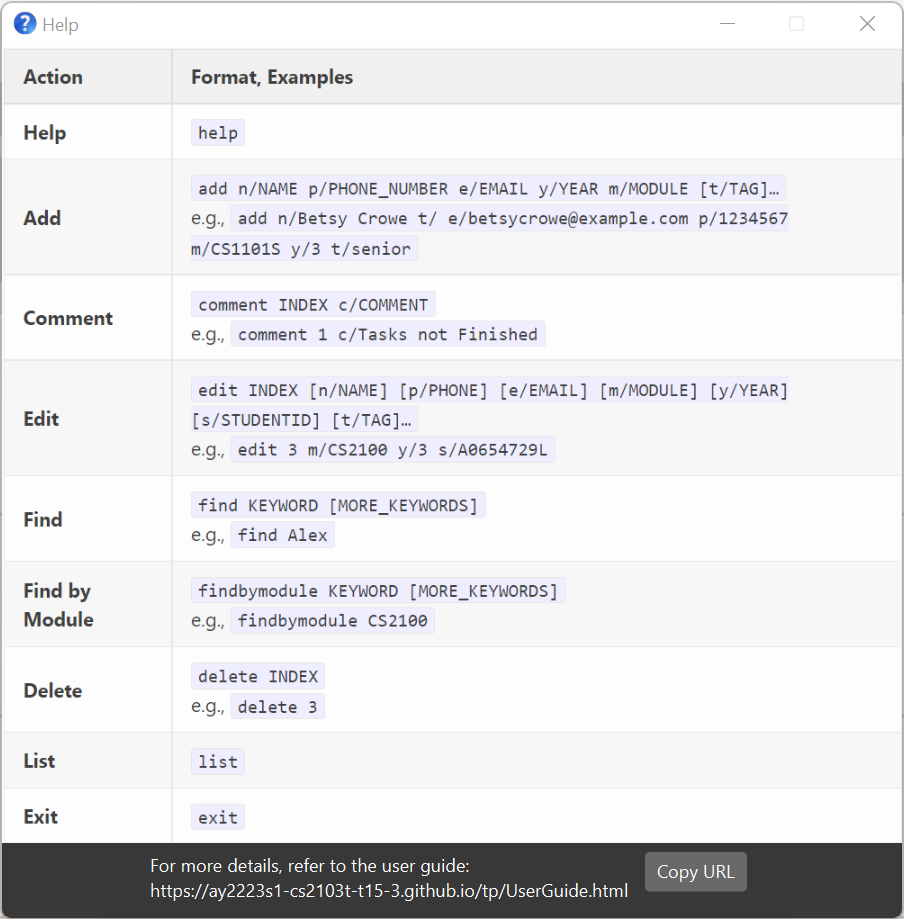 Help
Action Format, Examples
Help help
Add add n/NAME p/PHONE_NUMBER e/EMAIL y/YEAR m/MODULE [t/TAG]…
e.g., add n/Betsy Crowe t/ e/betsycrowe@example.com p/1234567
m/CS1101S y/3 t/senior
Comment comment INDEX c/COMMENT
e.g., comment 1 c/Tasks not Finished
Edit edit INDEX [n/NAME] [p/PHONE] [e/EMAIL] [m/MODULE] [y/YEAR]
[s/STUDENTID] [t/TAG]…
e.g., edit 3 m/CS2100 y/3 s/A0654729L
Find find KEYWORD [MORE_KEYWORDS]
e.g., find Alex
Find by
Module findbymodule KEYWORD [MORE_KEYWORDS]
e.g., findbymodule CS2100
Delete delete INDEX
e.g., delete 3
List list
Exit exit
For more details, refer to the user guide:
https://ay2223s1-cs2103t-t15-3.github.io/tp/UserGuide.html
Copy URL